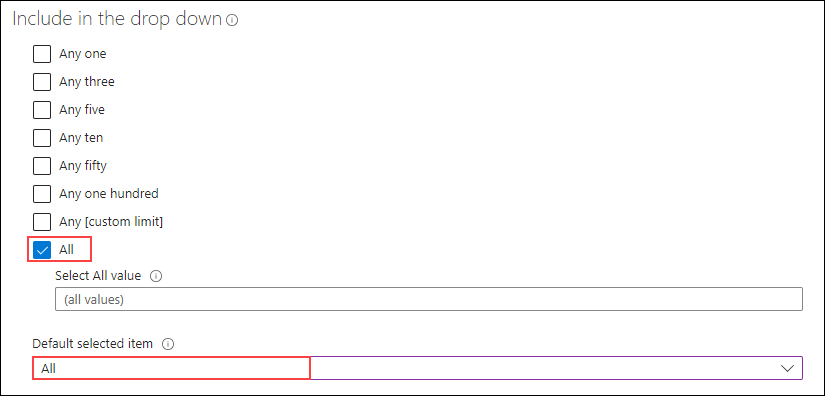 Include in the drop down
Any one
Any three
Any five
Any ten
Any fifty
Any one hundred
Any [custom limit]
All
Select All value
(all values)
Default selected item
All